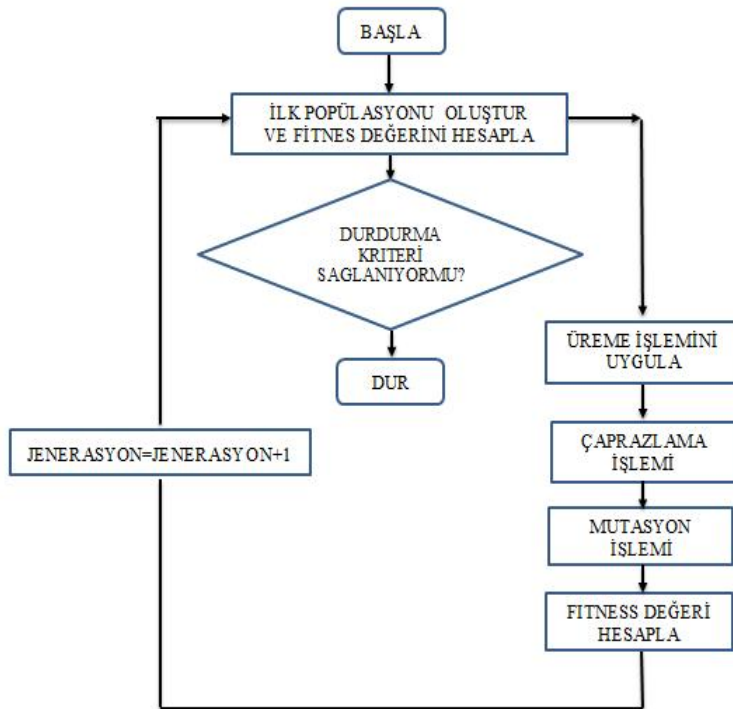 BAŞLA
İLK POPÜLASYONU OLUŞTUR
VE FİTNES DEĞERİNİ HESAPLA
DURDURMA
KRITERİ
SAGLANIYORMU?
DUR
ÜREME İŞLEMİNİ
UYGULA
ÇAPRAZLAMA
İŞLEMİ
MUTASYON
İŞLEMİ
FITNESS DEĞERİ
HESAPLA
JENERASYON=JENERASYON+1